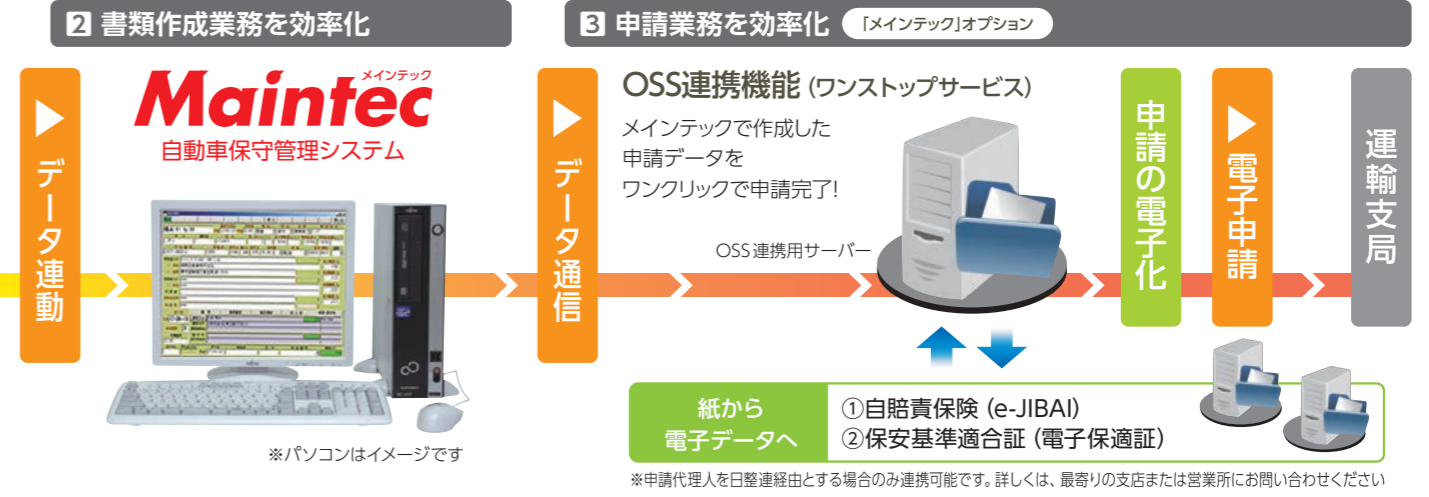 2 書類作成業務を効率化
データ連動
メインテック
Maintec
自動車保守管理システム
※パソコンはイメージです
3 申請業務を効率化 「メインテック」オプション
データ通信
OSS連携機能(ワンストップサービス)
メインテックで作成した
申請データを
ワンクリックで申請完了!
OSS連携用サーバー
申請の電子化
電子申請
運輸支局
紙から
電子データへ
①自賠責保険(e-JIBAI)
②保安基準適合証(電子保適証)
※申請代理人を日整連経由とする場合のみ連携可能です。詳しくは、最寄りの支店または営業所にお問い合わせください